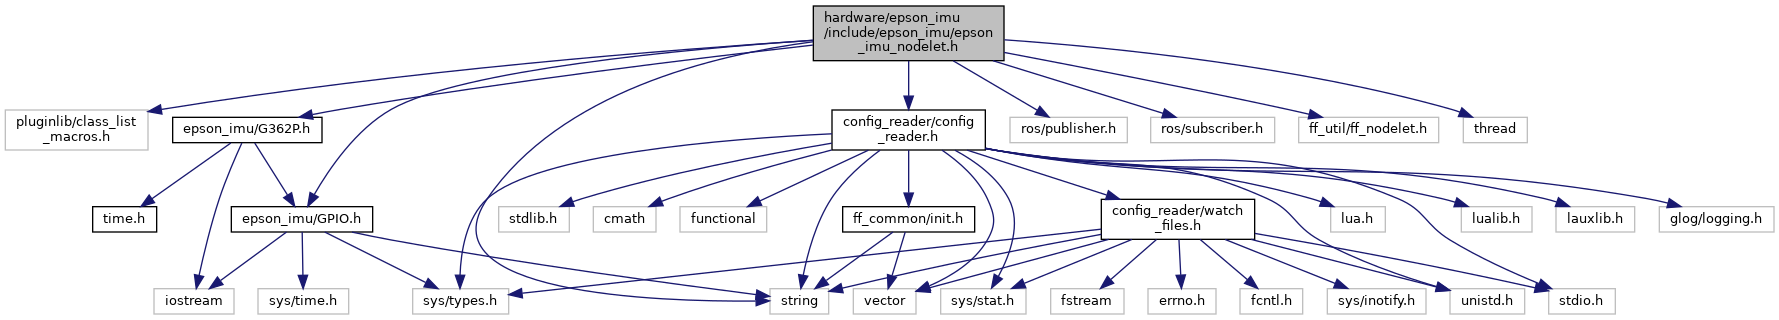 hardware/epson_imu
/include/epson_imu/epson
_imu_nodelet.h
pluginlib/class_list
_macros.h
epson_imu/G362P.h
config_reader/config
_reader.h
ros/publisher.h
ros/subscriber.h
ff_util/ff_nodelet.h
thread
time.h
epson_imu/GPIO.h
stdlib.h
cmath
functional
ff_common/init.h
config_reader/watch
_files.h
lua.h
lualib.h
lauxlib.h
glog/logging.h
iostream
sys/time.h
sys/types.h
string
vector
sys/stat.h
fstream
errno.h
fcntl.h
sys/inotify.h
unistd.h
stdio.h